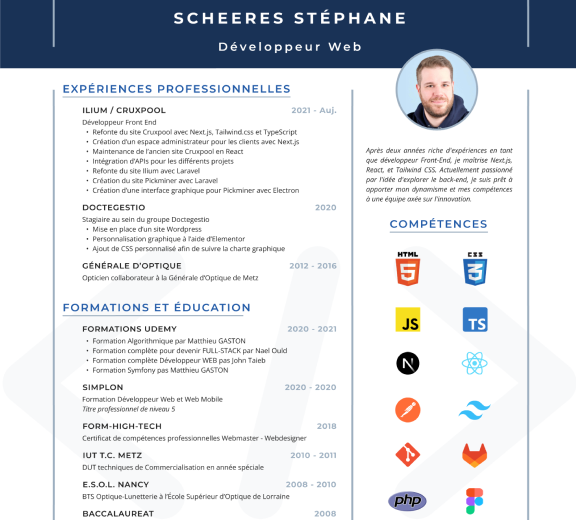 SCHEERES STÉPHANE
Développeur Web
EXPÉRIENCES PROFESSIONNELLES
ILIUM / CRUXPOOL 2021 - Auj.
Développeur Front End
• Refonte du site Cruxpool avec Next.js, Tailwind.css et TypeScript
• Création d'un espace administrateur pour les clients avec Next.js
• Maintenance de l'ancien site Cruxpool en React
• Intégration d'APIs pour les différents projets
• Refonte du site Ilium avec Laravel
• Création du site Pickminer avec Laravel
• Création d'une interface graphique pour Pickminer avec Electron
DOCTEGESTIO 2020
Stagiaire au sein du groupe Doctegestio
• Mise en place d'un site Wordpress
• Personnalisation graphique à l'aide d'Elementor
• Ajout de CSS personnalisé afin de suivre la charte graphique
GÉNÉRALE D'OPTIQUE 2012 - 2016
Opticien collaborateur à la Générale d'Optique de Metz
FORMATIONS ET ÉDUCATION
FORMATIONS UDEMY 2020 - 2021
• Formation Algorithmique par Matthieu GASTON
• Formation complète pour devenir FULL-STACK par Nael Ould
• Formation complète Développeur WEB pas John Taieb
• Formation Symfony pas Matthieu GASTON
SIMPLON 2020 - 2020
Formation Développeur Web et Web Mobile
Titre professionnel de niveau 5
FORM-HIGH-TECH 2018
Certificat de compétences professionnelles Webmaster - Webdesigner
IUT T.C. METZ 2010 - 2011
DUT techniques de Commercialisation en année spéciale
E.S.O.L. NANCY 2008 - 2010
BTS Optique-Lunetterie à l'École Supérieur d'Optique de Lorraine
BACCALAUREAT 2008
Après deux années riche d'expériences en tant
que développeur Front-End, je maîtrise Next.js,
React, et Tailwind CSS. Actuellement passionné
par l'idée d'explorer le back-end, je suis prêt à
apporter mon dynamisme et mes compétences
à une équipe axée sur l'innovation.
COMPÉTENCES
HTML CSS
5 3
JS TS
N
php